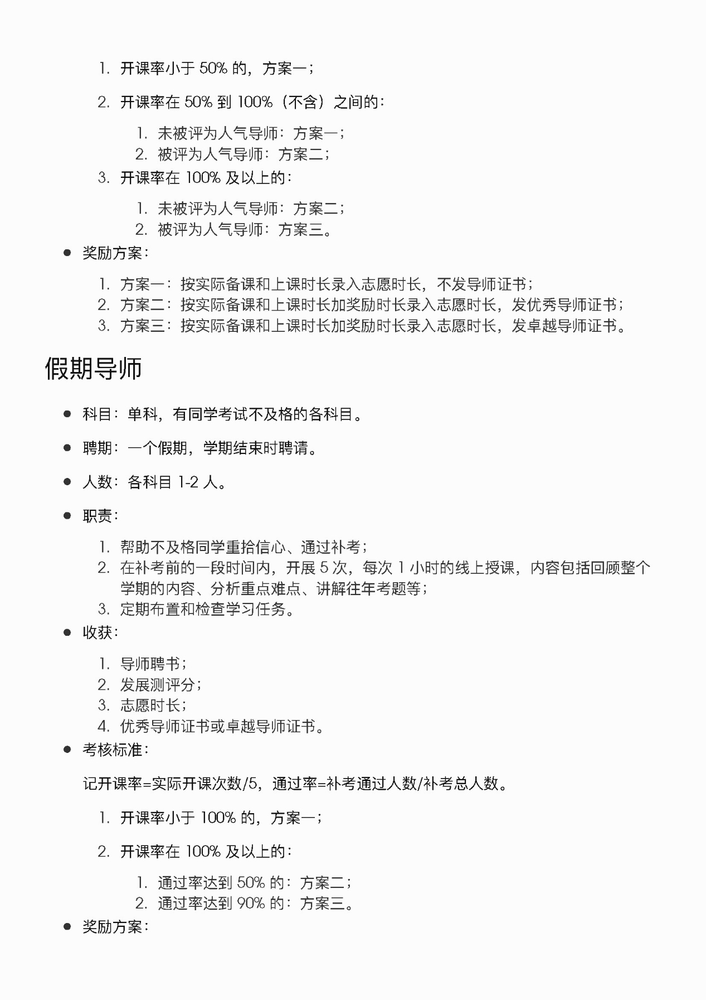 1. 开课率小于 50% 的，方案一；
2. 开课率在 50% 到 100%（不含）之间的：
1. 未被评为人气导师：方案一；
2. 被评为人气导师：方案二；
3. 开课率在 100% 及以上的：
1. 未被评为人气导师：方案二；
2. 被评为人气导师：方案三。
● 奖励方案：
1. 方案一：按实际备课和上课时长录入志愿时长，不发导师证书；
2. 方案二：按实际备课和上课时长加奖励时长录入志愿时长，发优秀导师证书；
3. 方案三：按实际备课和上课时长加奖励时长录入志愿时长，发卓越导师证书。
假期导师
● 科目：单科，有同学考试不及格的各科目。
● 聘期：一个假期，学期结束时聘请。
● 人数：各科目 1-2 人。
● 职责：
1. 帮助不及格同学重拾信心、通过补考；
2. 在补考前的一段时间内，开展 5 次，每次 1 小时的线上授课，内容包括回顾整个
学期的内容、分析重点难点、讲解往年考题等；
3. 定期布置和检查学习任务。
● 收获：
1. 导师聘书；
2. 发展测评分；
3. 志愿时长；
4. 优秀导师证书或卓越导师证书。
● 考核标准：
记开课率=实际开课次数/5，通过率=补考通过人数/补考总人数。
1. 开课率小于 100% 的，方案一；
2. 开课率在 100% 及以上的：
1. 通过率达到 50% 的：方案二；
2. 通过率达到 90% 的：方案三。
● 奖励方案：